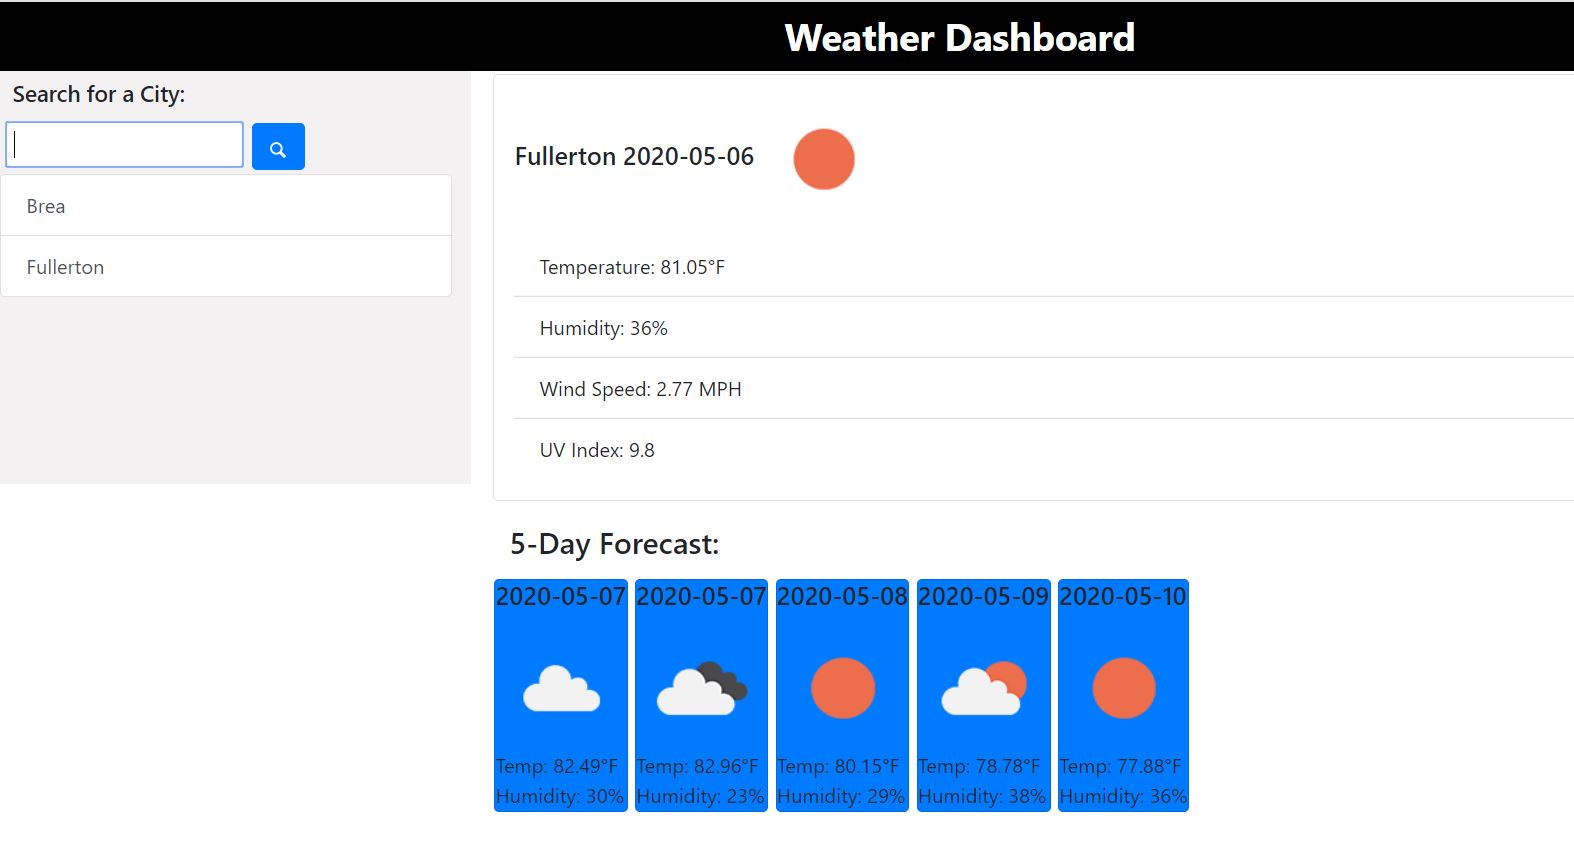 Weather Dashboard
Search for a City:
Brea
Fullerton
Fullerton 2020-05-06
Temperature: 81.05°F
Humidity: 36%
Wind Speed: 2.77 MPH
UV Index: 9.8
5-Day Forecast:
2020-05-07
Temp: 82.49°F
Humidity: 30%
2020-05-07
Temp: 82.96°F
Humidity: 23%
2020-05-08
Temp: 80.15°F
Humidity: 29%
2020-05-09
Temp: 78.78°F
Humidity: 38%
2020-05-10
Temp: 77.88°F
Humidity: 36%